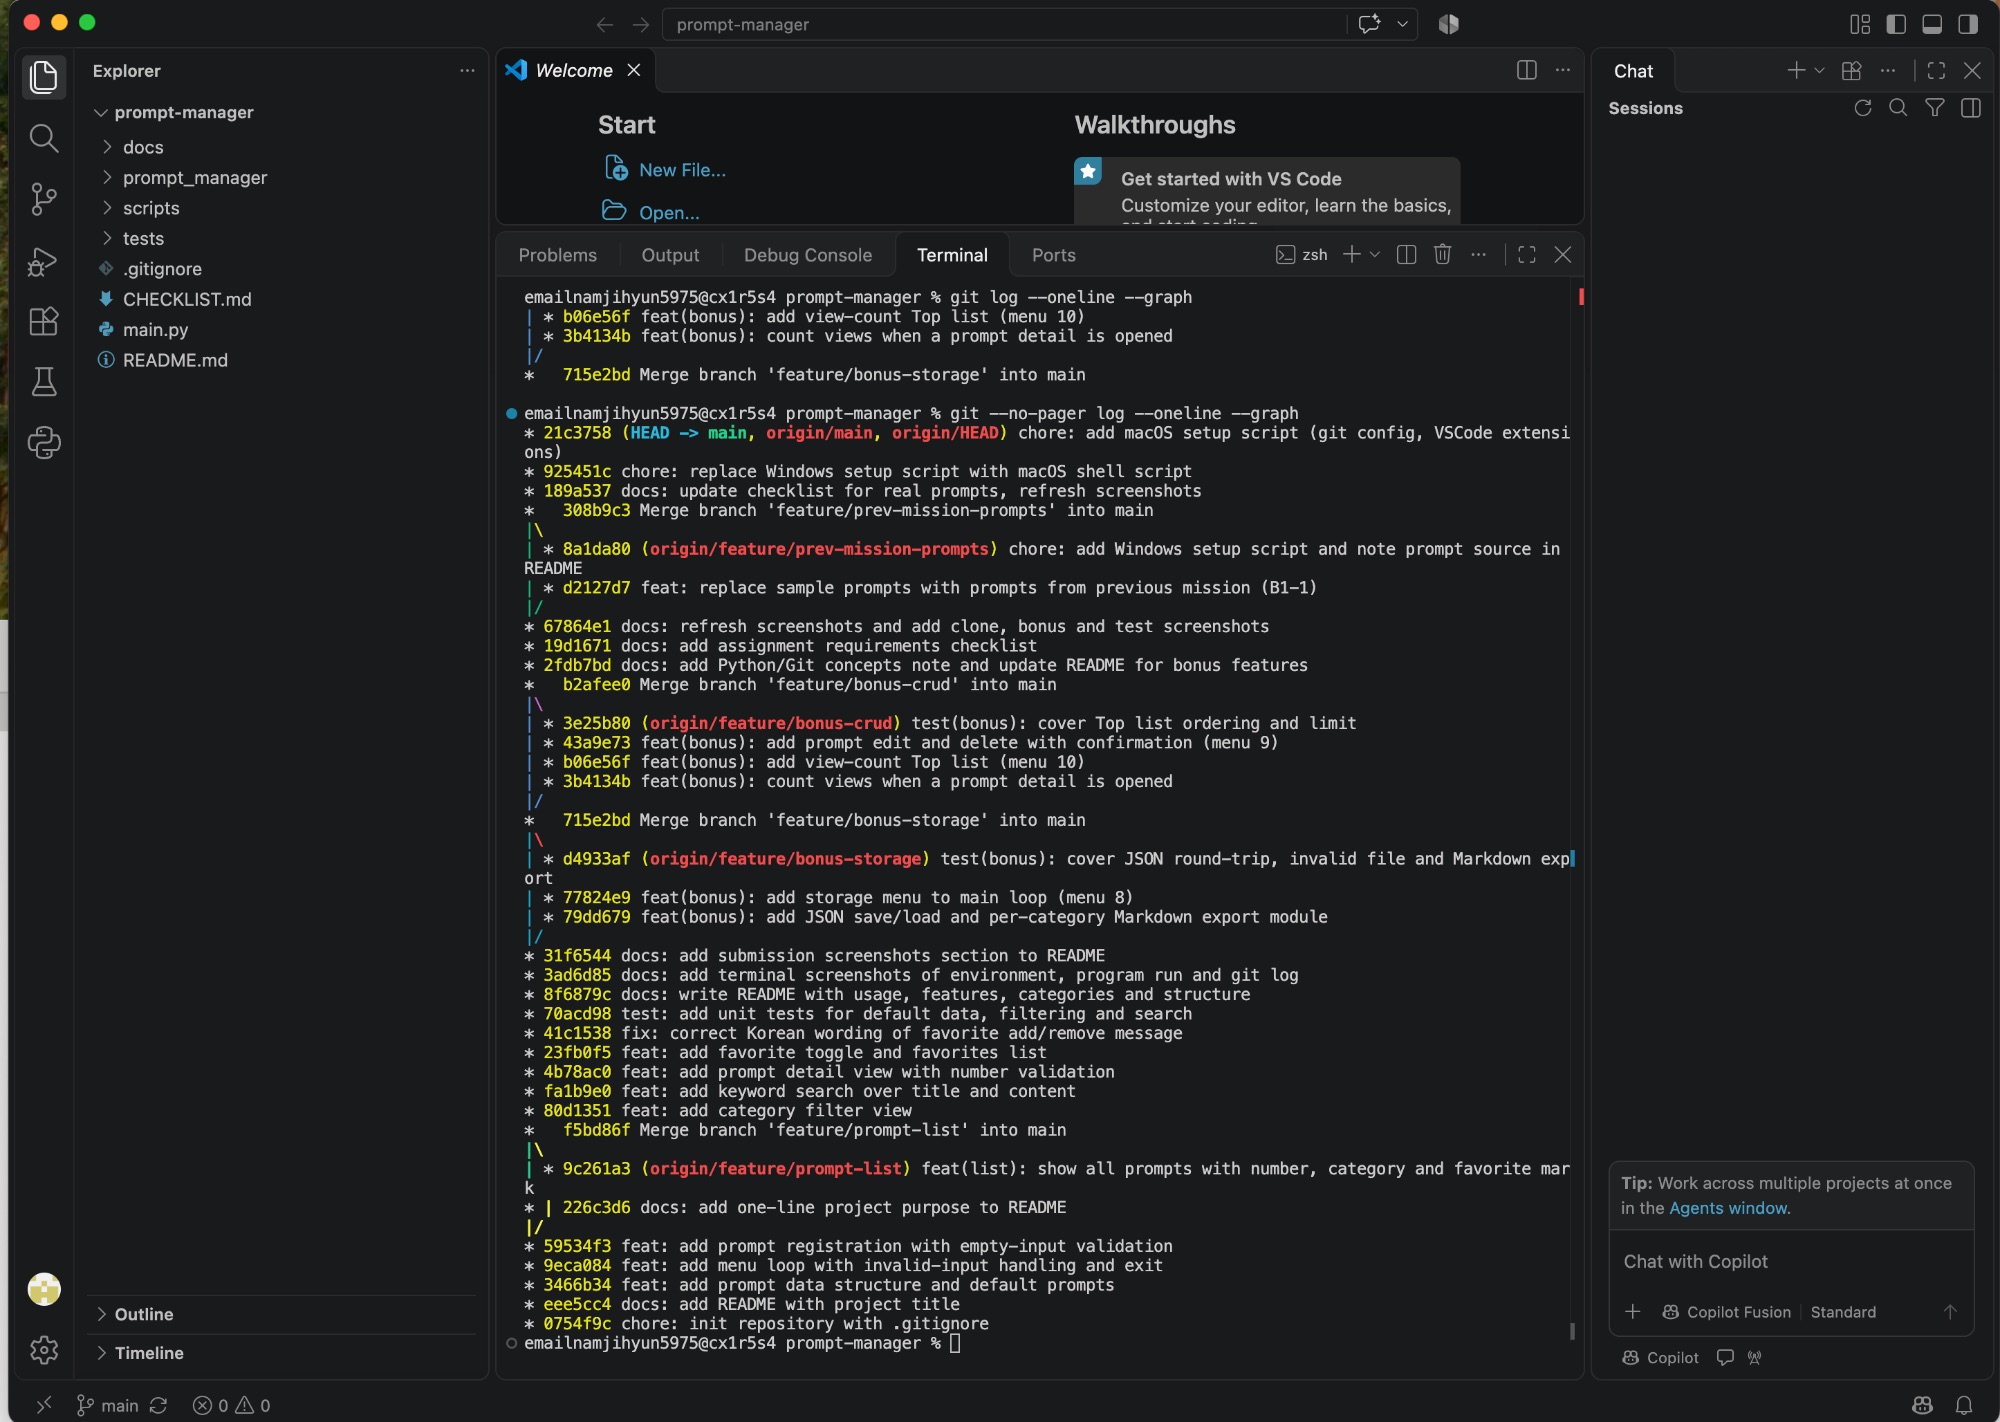 prompt-manager
Explorer
prompt-manager
docs
prompt_manager
scripts
tests
.gitignore
CHECKLIST.md
main.py
README.md
Outline
Timeline
Welcome
Start
New File...
Open...
Walkthroughs
Get started with VS Code
Customize your editor, learn the basics,
and start coding
Problems
Output
Debug Console
Terminal
Ports
zsh
emailnamjihyun5975@cx1r5s4 prompt-manager % git log --oneline --graph
| * b06e56f feat(bonus): add view-count Top list (menu 10)
| * 3b4134b feat(bonus): count views when a prompt detail is opened
|/
*   715e2bd Merge branch 'feature/bonus-storage' into main
emailnamjihyun5975@cx1r5s4 prompt-manager % git --no-pager log --oneline --graph
* 21c3758 (HEAD -> main, origin/main, origin/HEAD) chore: add macOS setup script (git config, VSCode extensi
ons)
* 925451c chore: replace Windows setup script with macOS shell script
* 189a537 docs: update checklist for real prompts, refresh screenshots
*   308b9c3 Merge branch 'feature/prev-mission-prompts' into main
|\
| * 8a1da80 (origin/feature/prev-mission-prompts) chore: add Windows setup script and note prompt source in
README
| * d2127d7 feat: replace sample prompts with prompts from previous mission (B1-1)
|/
* 67864e1 docs: refresh screenshots and add clone, bonus and test screenshots
* 19d1671 docs: add assignment requirements checklist
* 2fdb7bd docs: add Python/Git concepts note and update README for bonus features
*   b2afee0 Merge branch 'feature/bonus-crud' into main
|\
| * 3e25b80 (origin/feature/bonus-crud) test(bonus): cover Top list ordering and limit
| * 43a9e73 feat(bonus): add prompt edit and delete with confirmation (menu 9)
| * b06e56f feat(bonus): add view-count Top list (menu 10)
| * 3b4134b feat(bonus): count views when a prompt detail is opened
|/
*   715e2bd Merge branch 'feature/bonus-storage' into main
|\
| * d4933af (origin/feature/bonus-storage) test(bonus): cover JSON round-trip, invalid file and Markdown exp
ort
| * 77824e9 feat(bonus): add storage menu to main loop (menu 8)
| * 79dd679 feat(bonus): add JSON save/load and per-category Markdown export module
|/
* 31f6544 docs: add submission screenshots section to README
* 3ad6d85 docs: add terminal screenshots of environment, program run and git log
* 8f6879c docs: write README with usage, features, categories and structure
* 70acd98 test: add unit tests for default data, filtering and search
* 41c1538 fix: correct Korean wording of favorite add/remove message
* 23fb0f5 feat: add favorite toggle and favorites list
* 4b78ac0 feat: add prompt detail view with number validation
* fa1b9e0 feat: add keyword search over title and content
* 80d1351 feat: add category filter view
*   f5bd86f Merge branch 'feature/prompt-list' into main
|\
| * 9c261a3 (origin/feature/prompt-list) feat(list): show all prompts with number, category and favorite mar
k
* | 226c3d6 docs: add one-line project purpose to README
|/
* 59534f3 feat: add prompt registration with empty-input validation
* 9eca084 feat: add menu loop with invalid-input handling and exit
* 3466b34 feat: add prompt data structure and default prompts
* eee5cc4 docs: add README with project title
* 0754f9c chore: init repository with .gitignore
emailnamjihyun5975@cx1r5s4 prompt-manager %
Chat
Sessions
Tip: Work across multiple projects at once
in the Agents window.
Chat with Copilot
Copilot Fusion
Standard
Copilot
main
0
0